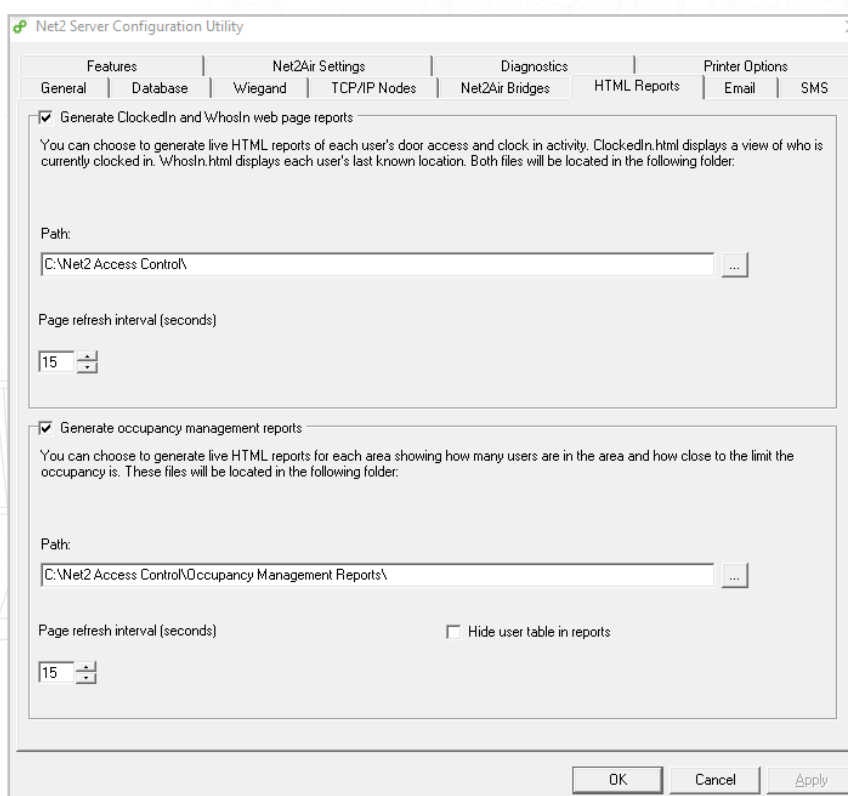 Net2 Server Configuration Utility
Features Net2Air Settings Diagnostics Printer Options
General Database Wiegand TCP/IP Nodes Net2Air Bridges HTML Reports Email SMS
Generate ClockedIn and WhosIn web page reports
You can choose to generate live HTML reports of each user's door access and clock in activity. ClockedIn.html displays a view of who is
currently clocked in. WhosIn.html displays each user's last known location. Both files will be located in the following folder:
Path:
C:\Net2 Access Control\
...
Page refresh interval (seconds)
15
Generate occupancy management reports
You can choose to generate live HTML reports for each area showing how many users are in the area and how close to the limit the
occupancy is. These files will be located in the following folder:
Path:
C:\Net2 Access Control\Occupancy Management Reports\
...
Page refresh interval (seconds) Hide user table in reports
15
OK Cancel Apply